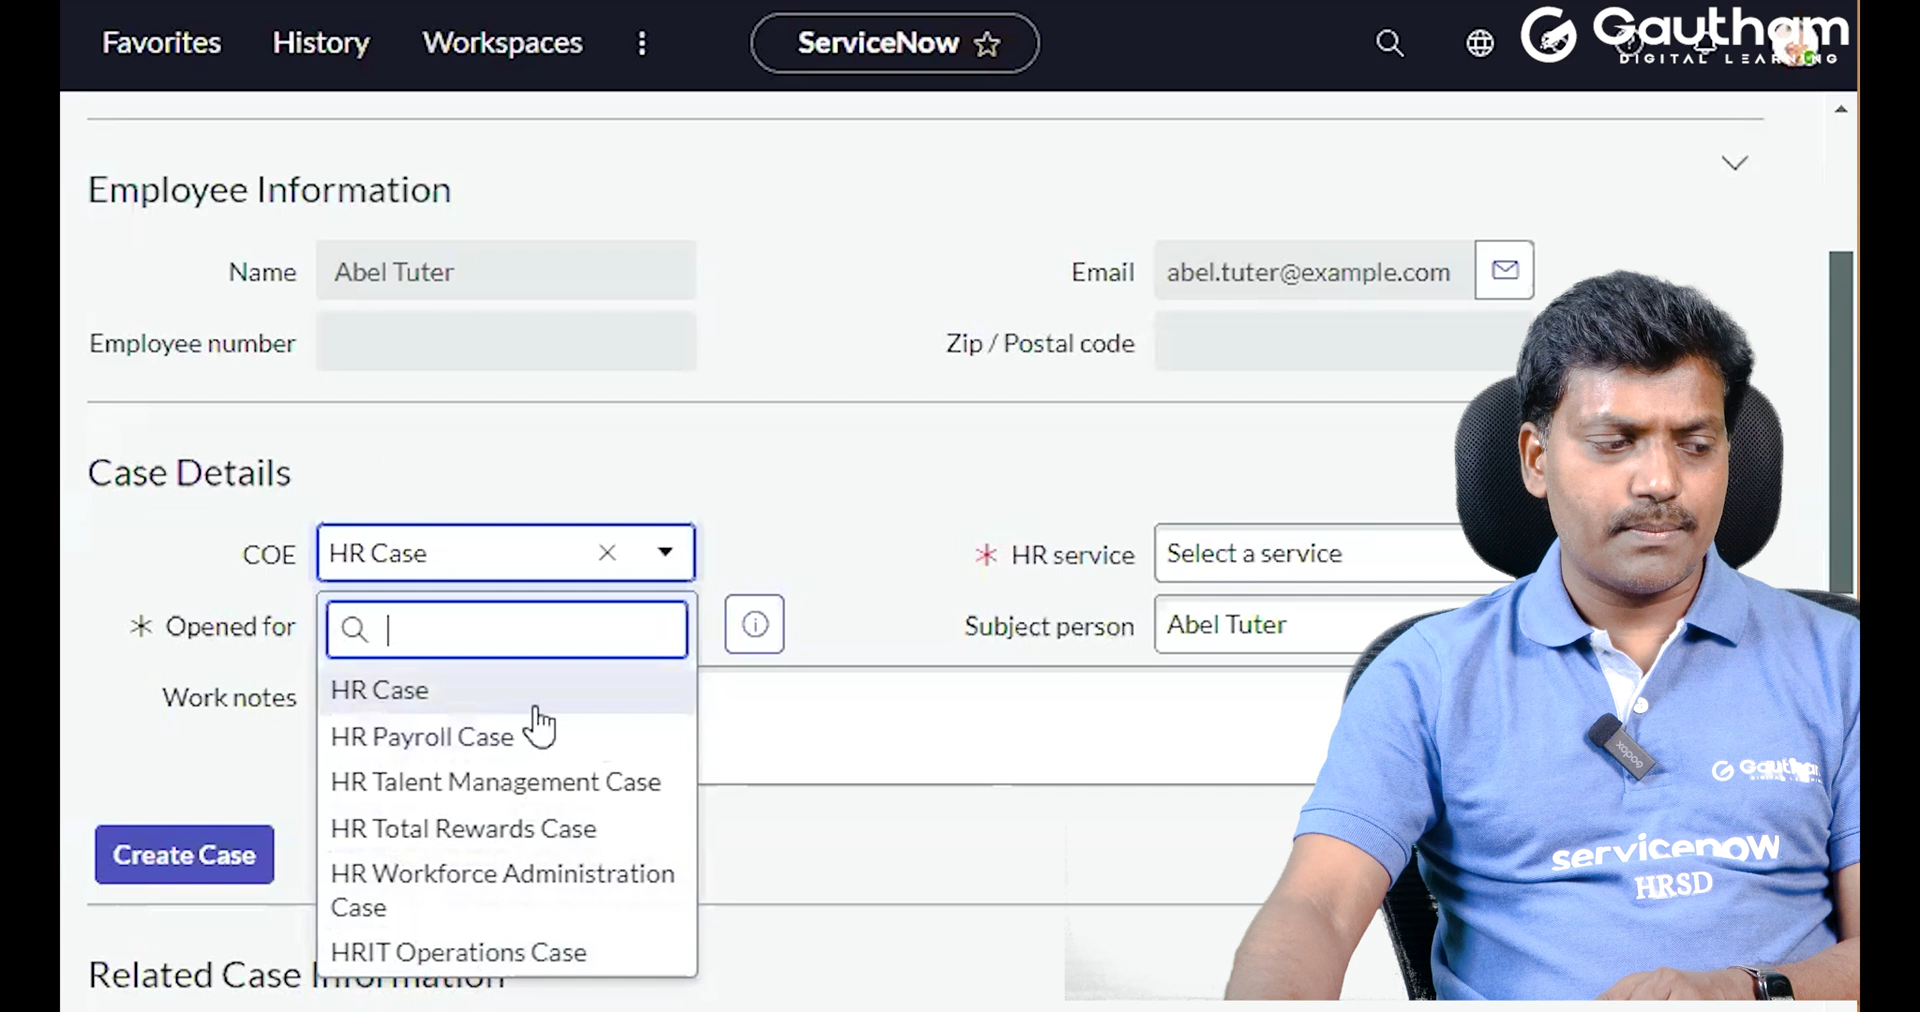 Favorites History Workspaces ServiceNow
Gautham
DIGITAL LEARNING
Employee Information
Name Abel Tuter Email abel.tuter@example.com
Employee number Zip / Postal code
Case Details
COE HR Case * HR service Select a service
* Opened for Subject person Abel Tuter
Work notes
HR Case
HR Payroll Case
HR Talent Management Case
HR Total Rewards Case
HR Workforce Administration
Case
HRIT Operations Case
Create Case
Related Case Information
Godox
Gautham
servicenow
HRSD